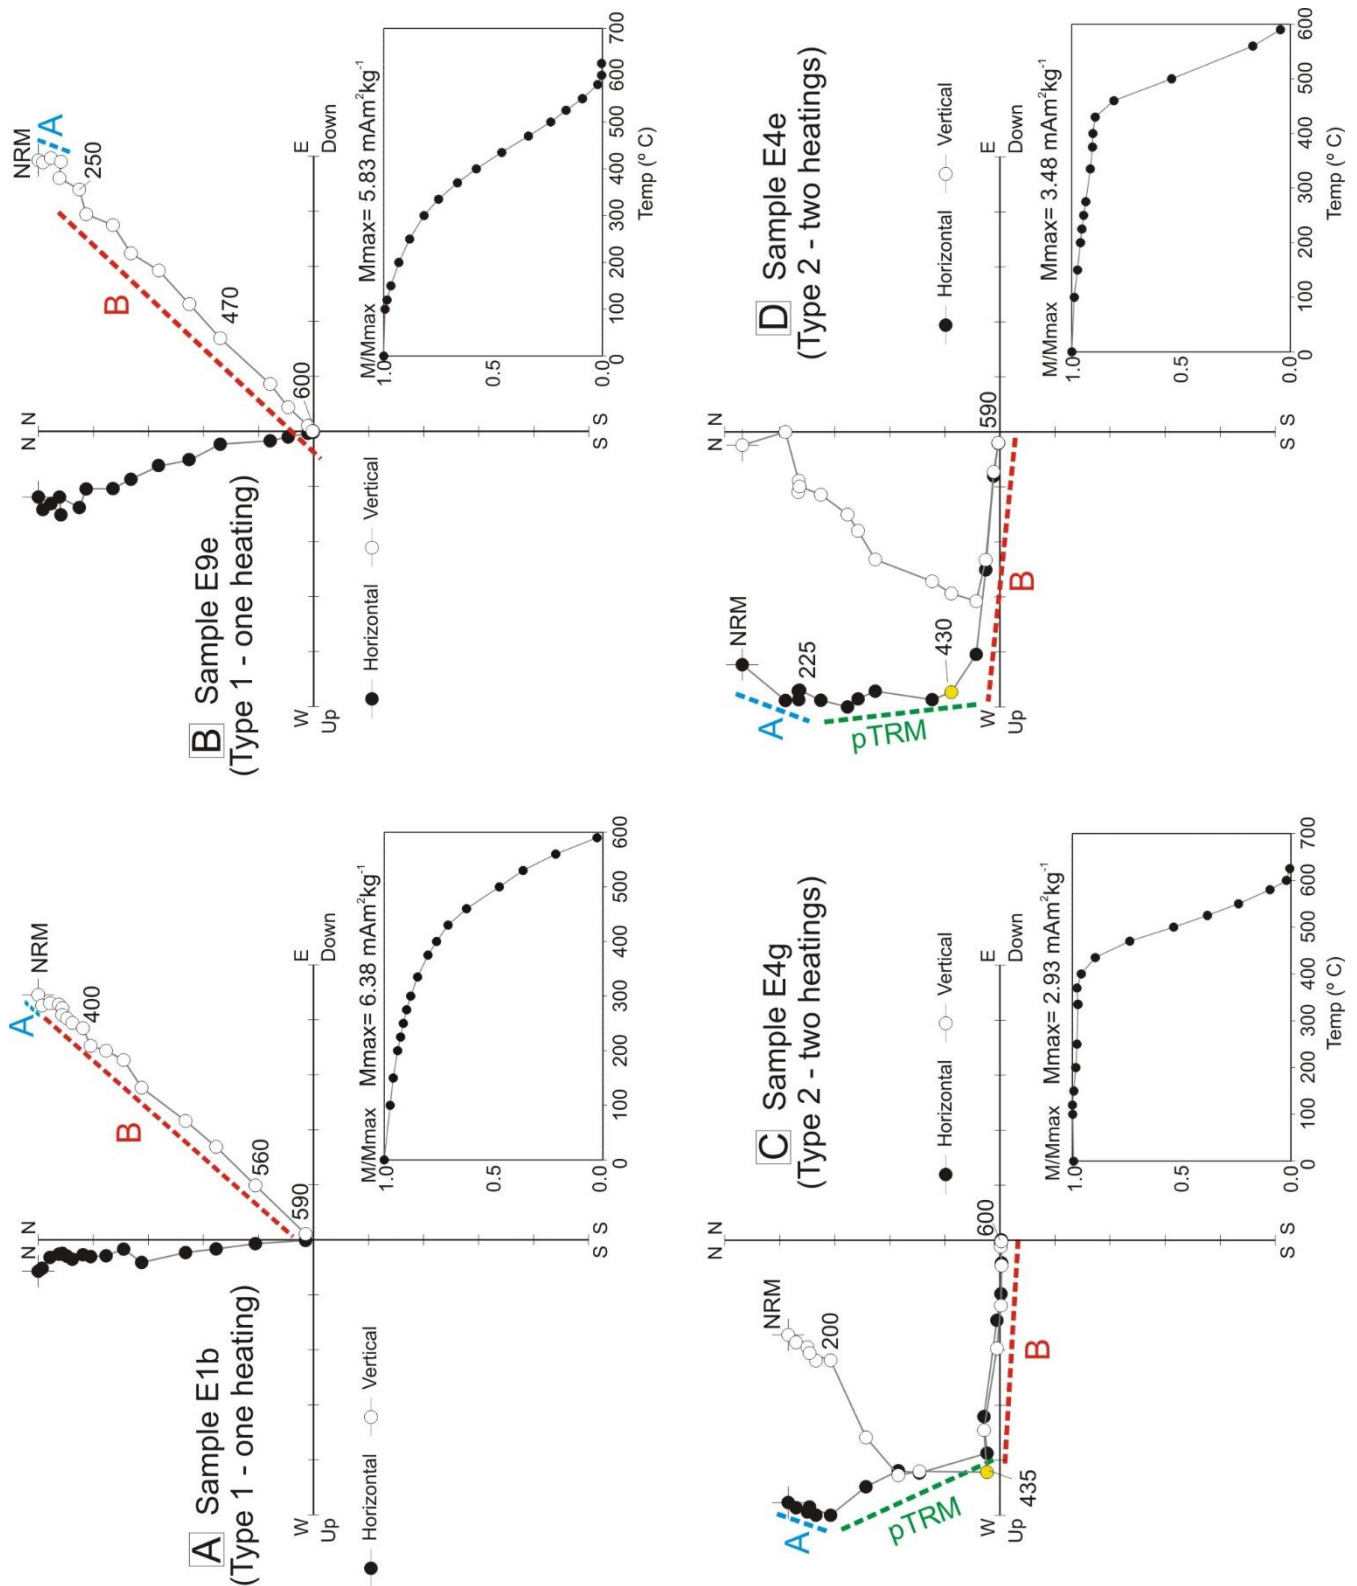 A Sample E1b
(Type 1 - one heating)
N N
NRM
A
400
B
560
590
W
Up
E
Down
S S
Horizontal Vertical
M/Mmax Mmax= 6.38 mAm²kg⁻¹
1.0
0.5
0.0
0 100 200 300 400 500 600
B Sample E9e
(Type 1 - one heating)
N N
NRM
A
250
B
470
600
W
Up
E
Down
S S
Horizontal Vertical
M/Mmax Mmax= 5.83 mAm²kg⁻¹
1.0
0.5
0.0
0 100 200 300 400 500 600 700
Temp (° C)
C Sample E4g
(Type 2 - two heatings)
N N
NRM
A
200
pTRM
435
B
600
W
Up
E
Down
S S
Horizontal Vertical
M/Mmax Mmax= 2.93 mAm²kg⁻¹
1.0
0.5
0.0
0 100 200 300 400 500 600 700
Temp (° C)
D Sample E4e
(Type 2 - two heatings)
N N
NRM
A
225
pTRM
430
B
590
W
Up
E
Down
S S
Horizontal Vertical
M/Mmax Mmax= 3.48 mAm²kg⁻¹
1.0
0.5
0.0
0 100 200 300 400 500 600
Temp (° C)